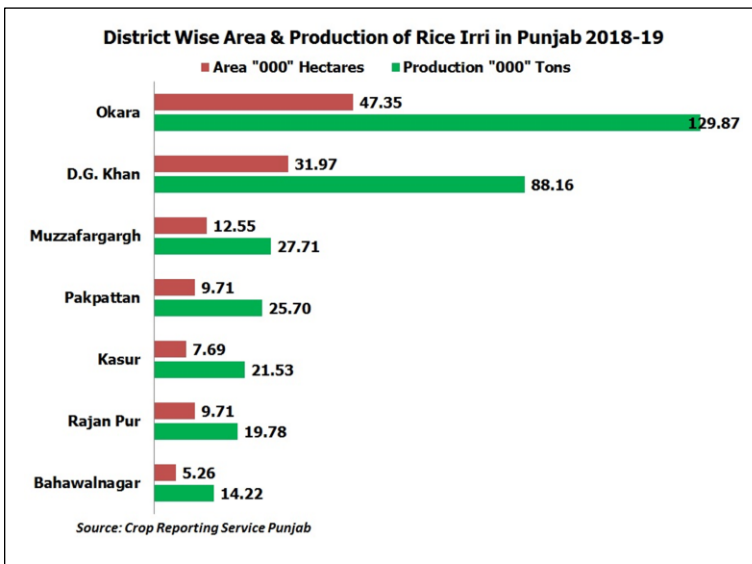 District Wise Area & Production of Rice Irri in Punjab 2018-19
Area "000" Hectares Production "000" Tons
Okara 47.35
129.87
D.G. Khan 31.97
88.16
Muzzafargargh 12.55
27.71
Pakpattan 9.71
25.70
Kasur 7.69
21.53
Rajan Pur 9.71
19.78
Bahawalnagar 5.26
14.22
Source: Crop Reporting Service Punjab